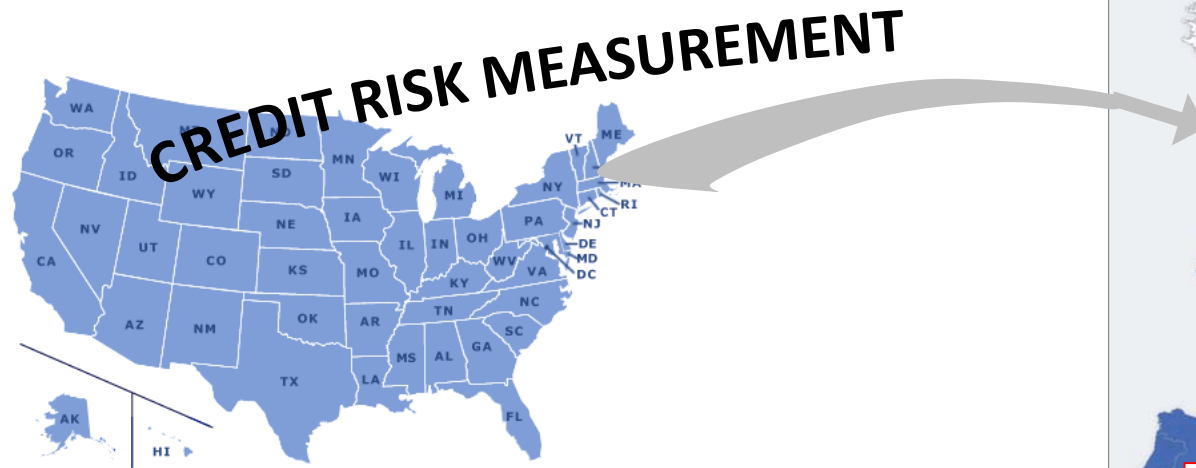 CREDIT RISK MEASUREMENT
WA
OR
ID
WY
SD
MN
WI
MI
VT
ME
NY
MA
RI
CT
NJ
PA
DE
MD
DC
NV
CA
UT
CO
NE
KS
IA
MO
IL
IN
OH
WV
VA
KY
NC
TN
SC
AZ
NM
OK
AR
TX
LA
MS
AL
GA
FL
AK
HI